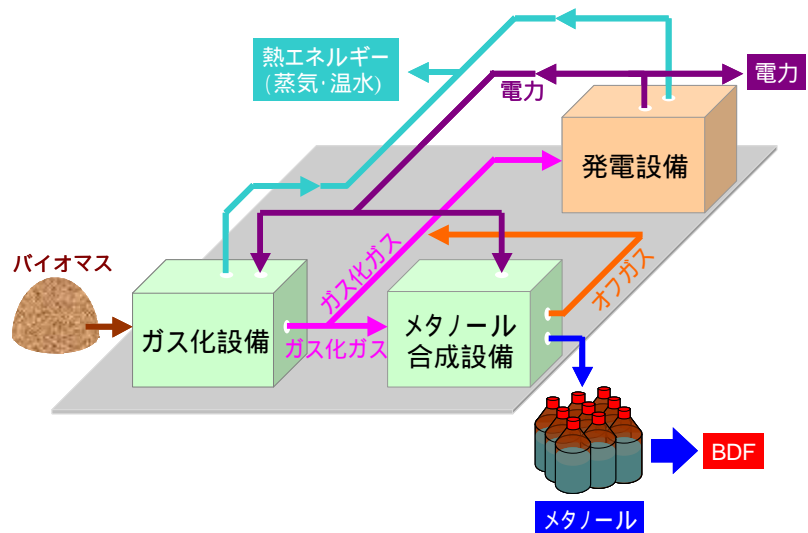 熱エネルギー
(蒸気・温水)
電力
電力
発電設備
バイオマス
ガス化ガス
オフガス
ガス化設備
ガス化ガス
メタノール
合成設備
BDF
メタノール